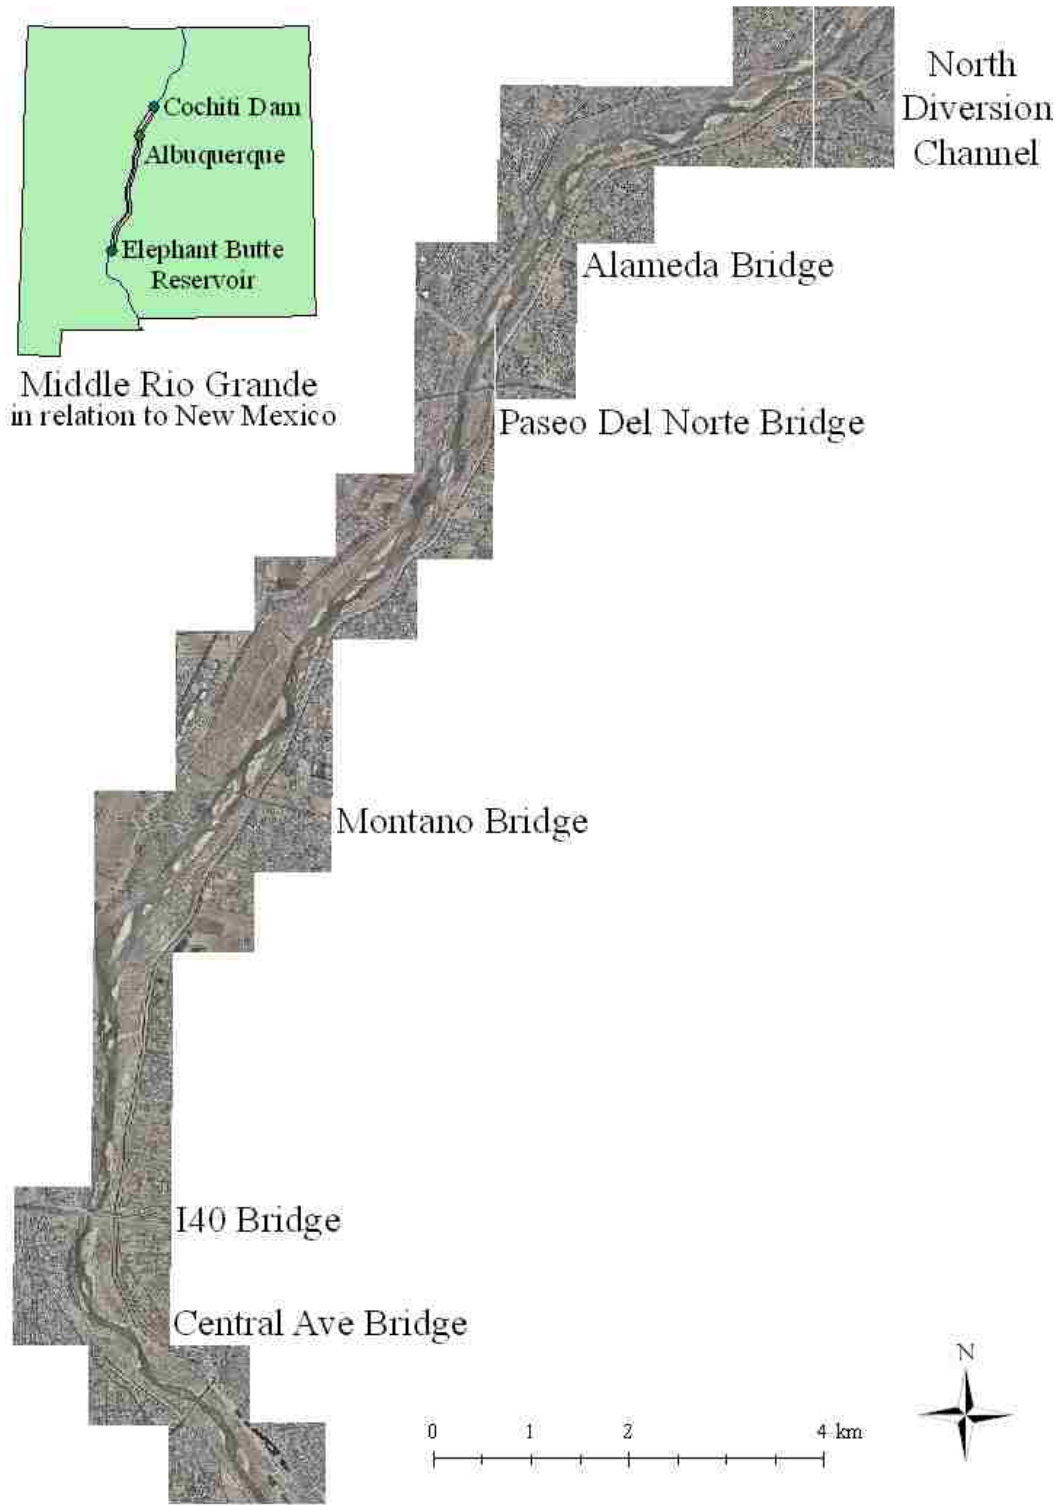 Cochiti Dam
Albuquerque
Elephant Butte
Reservoir
Middle Rio Grande
in relation to New Mexico
North
Diversion
Channel
Alameda Bridge
Paseo Del Norte Bridge
Montano Bridge
I40 Bridge
Central Ave Bridge
0 1 2 4 km
N